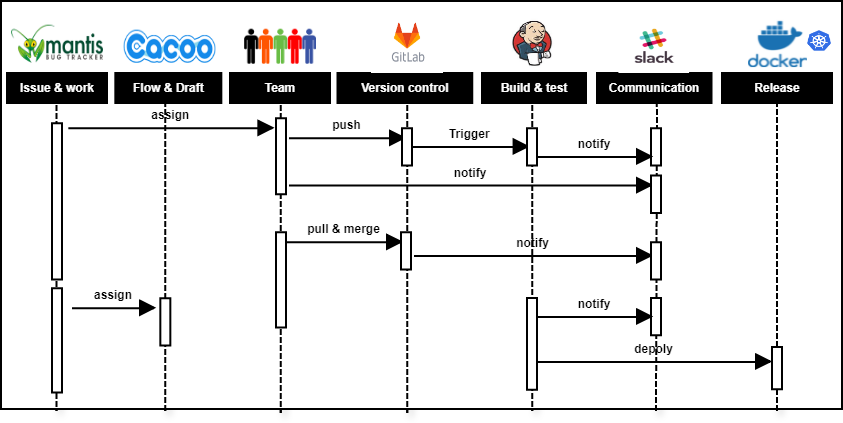 mantis
BUG TRACKER
Cacoo
GitLab
slack
docker
Issue & work
Flow & Draft
Team
Version control
Build & test
Communication
Release
assign
push
Trigger
notify
notify
pull & merge
notify
assign
notify
depoly